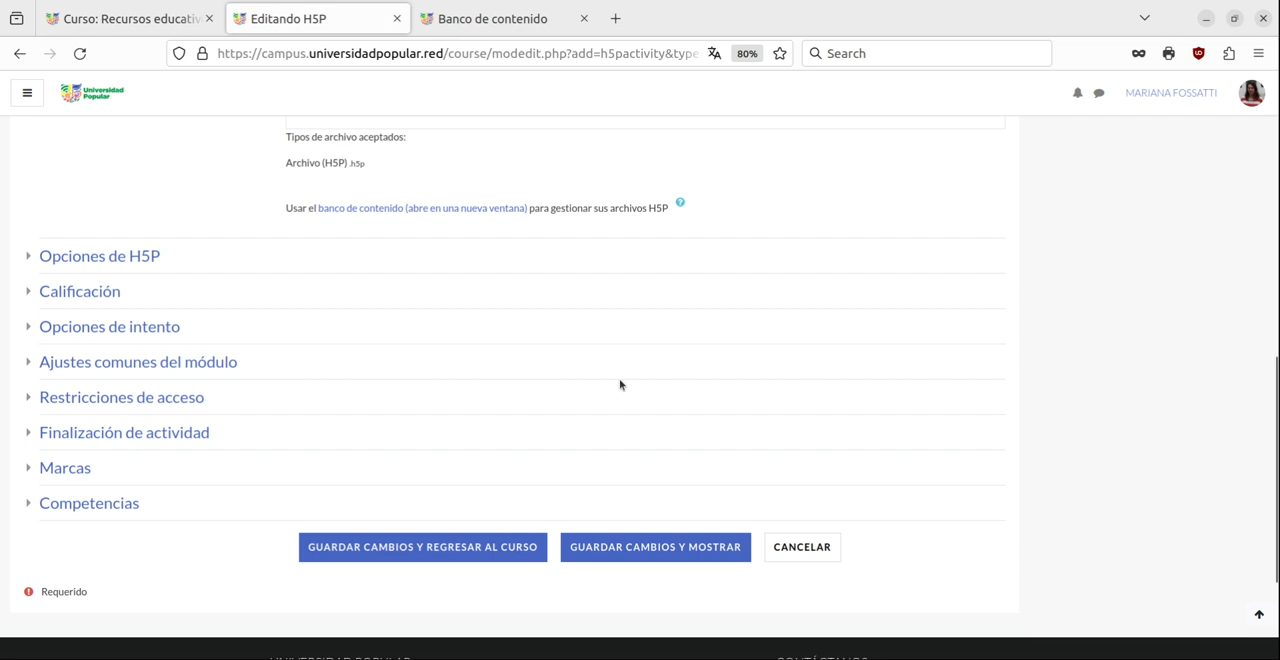 Curso: Recursos educativ
Editando H5P
Banco de contenido
https://campus.universidadpopular.red/course/modedit.php?add=h5pactivity&type
80%
Search
Universidad
Popular
MARIANA FOSSATTI
Tipos de archivo aceptados:
Archivo (H5P) .h5p
Usar el banco de contenido (abre en una nueva ventana) para gestionar sus archivos H5P
Opciones de H5P
Calificación
Opciones de intento
Ajustes comunes del módulo
Restricciones de acceso
Finalización de actividad
Marcas
Competencias
GUARDAR CAMBIOS Y REGRESAR AL CURSO
GUARDAR CAMBIOS Y MOSTRAR
CANCELAR
Requerido